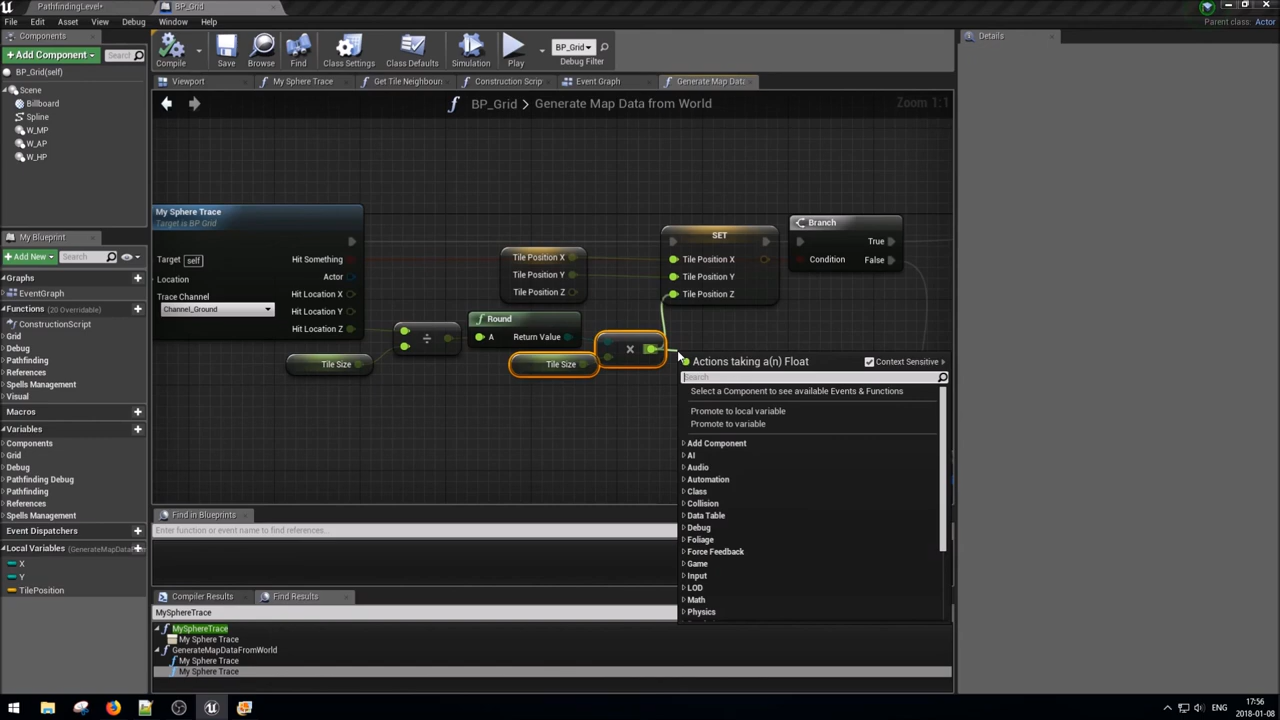 PathfindingLevel•
BP_Grid
File Edit Asset View Debug Window Help
Parent class: Actor
Components
+ Add Component
Search
BP_Grid(self)
Scene
Billboard
Spline
W_MP
W_AP
W_HP
Compile
Save
Browse
Find
Class Settings
Class Defaults
Simulation
Play
BP_Grid
Debug Filter
Details
Viewport
My Sphere Trace
Get Tile Neighbour
Construction Scrip
Event Graph
Generate Map Data
BP_Grid > Generate Map Data from World
Zoom 1:1
My Blueprint
+ Add New
Search
Graphs
EventGraph
Functions (20 Overridable)
ConstructionScript
Grid
Debug
Pathfinding
Spells Management
Visual
Macros
Variables
Components
Grid
Debug
Pathfinding Debug
Pathfinding
References
Spells Management
Event Dispatchers
Local Variables (GenerateMapDataF
X
Y
TilePosition
My Sphere Trace
Target is BP Grid
Target self
Hit Something
Location
Actor
Trace Channel
Channel_Ground
Hit Location X
Hit Location Y
Hit Location Z
Tile Size
÷
Round
A
Return Value
Tile Position X
Tile Position Y
Tile Position Z
Tile Size
×
SET
Tile Position X
Tile Position Y
Tile Position Z
Branch
True
Condition
False
Actions taking a(n) Float
Context Sensitive
Search
Select a Component to see available Events & Functions
Promote to local variable
Promote to variable
Add Component
AI
Audio
Automation
Class
Collision
Data Table
Debug
Foliage
Force Feedback
Game
Input
LOD
Math
Physics
Find in Blueprints
Enter function or event name to find references...
Compiler Results
Find Results
MySphereTrace
MySphereTrace
My Sphere Trace
GenerateMapDataFromWorld
My Sphere Trace
My Sphere Trace
ENG
17:56
2018-01-08